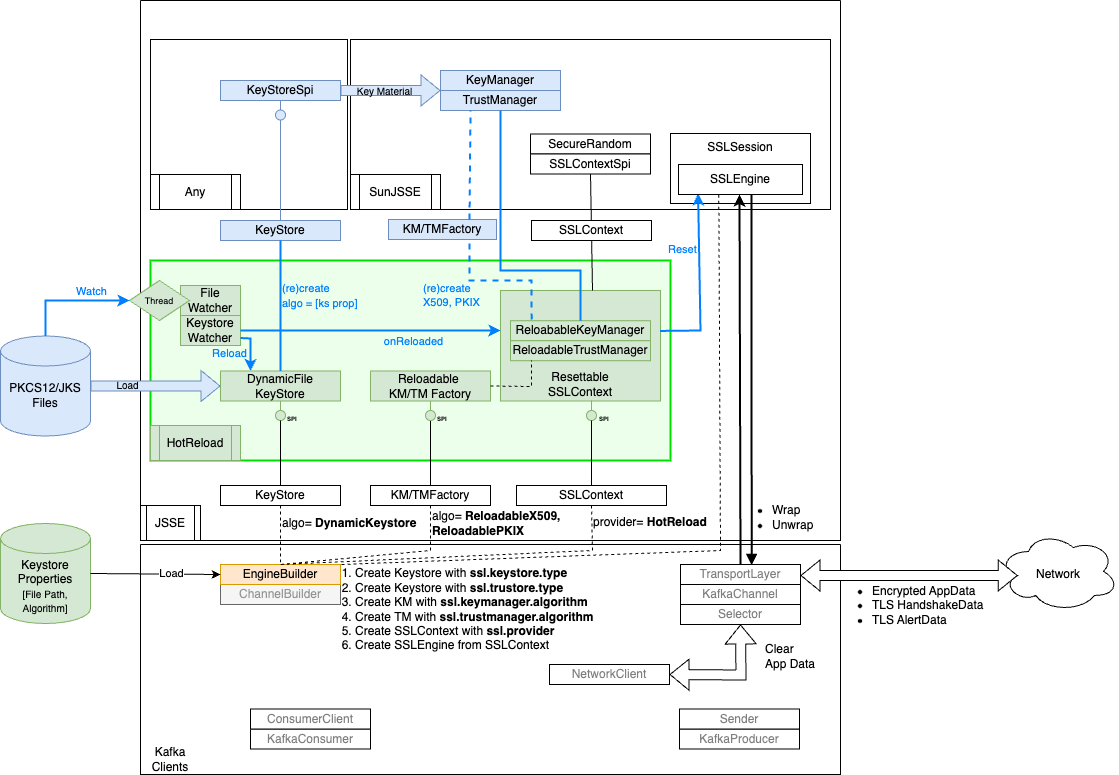 KeyStoreSpi
Key Material
KeyManager
TrustManager
SecureRandom
SSLContextSpi
SSLSession
SSLEngine
Any
SunJSSE
KeyStore
KM/TMFactory
SSLContext
Reset
Watch
Thread
File
Watcher
Keystore
Watcher
(re)create
algo = [ks prop]
(re)create
X509, PKIX
onReloaded
Reload
ReloabableKeyManager
ReloadableTrustManager
Resettable
SSLContext
PKCS12/JKS
Files
Load
DynamicFile
KeyStore
Reloadable
KM/TM Factory
SPI
SPI
SPI
HotReload
KeyStore
KM/TMFactory
SSLContext
JSSE
algo= DynamicKeystore
algo= ReloadableX509,
ReloadablePKIX
provider= HotReload
• Wrap
• Unwrap
Keystore
Properties
[File Path,
Algorithm]
Load
EngineBuilder
ChannelBuilder
1. Create Keystore with ssl.keystore.type
2. Create Keystore with ssl.trustore.type
3. Create KM with ssl.keymanager.algorithm
4. Create TM with ssl.trustmanager.algorithm
5. Create SSLContext with ssl.provider
6. Create SSLEngine from SSLContext
TransportLayer
KafkaChannel
Selector
Network
• Encrypted AppData
• TLS HandshakeData
• TLS AlertData
Clear
App Data
NetworkClient
ConsumerClient
KafkaConsumer
Sender
KafkaProducer
Kafka
Clients